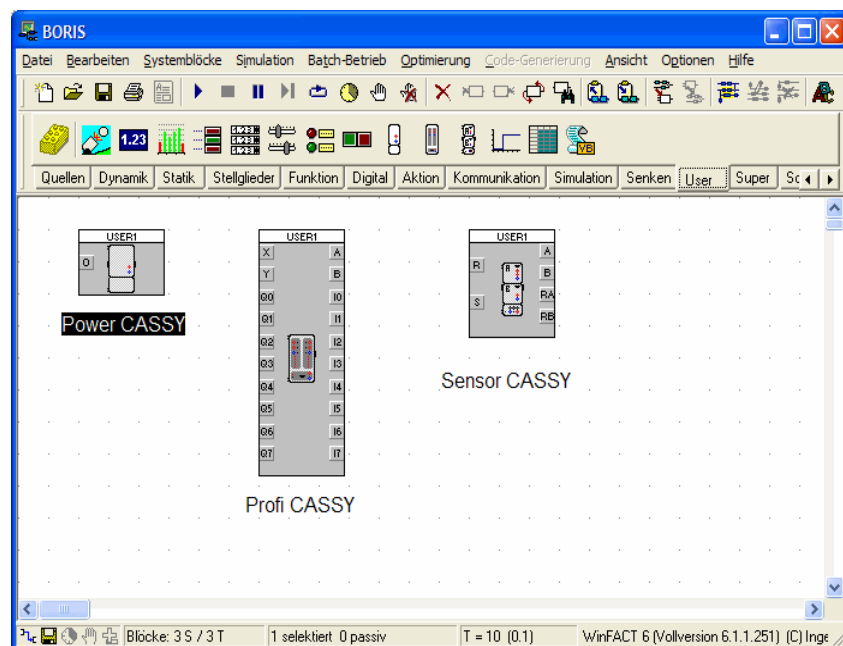 BORIS
Datei Bearbeiten Systemblöcke Simulation Batch-Betrieb Optimierung Code-Generierung Ansicht Optionen Hilfe
1.23
VB
Quellen Dynamik Statik Stellglieder Funktion Digital Aktion Kommunikation Simulation Senken User Super Sc
USER1 USER1 USER1
O
X A
Y B
Q0 I0
Q1 I1
Q2 I2
Q3 I3
Q4 I4
Q5 I5
Q6 I6
Q7 I7
R A
B
S RA
RB
Power CASSY
Sensor CASSY
Profi CASSY
Blöcke: 3 S / 3 T 1 selektiert 0 passiv T = 10 (0.1) WinFACT 6 (Vollversion 6.1.1.251) (C) Inge